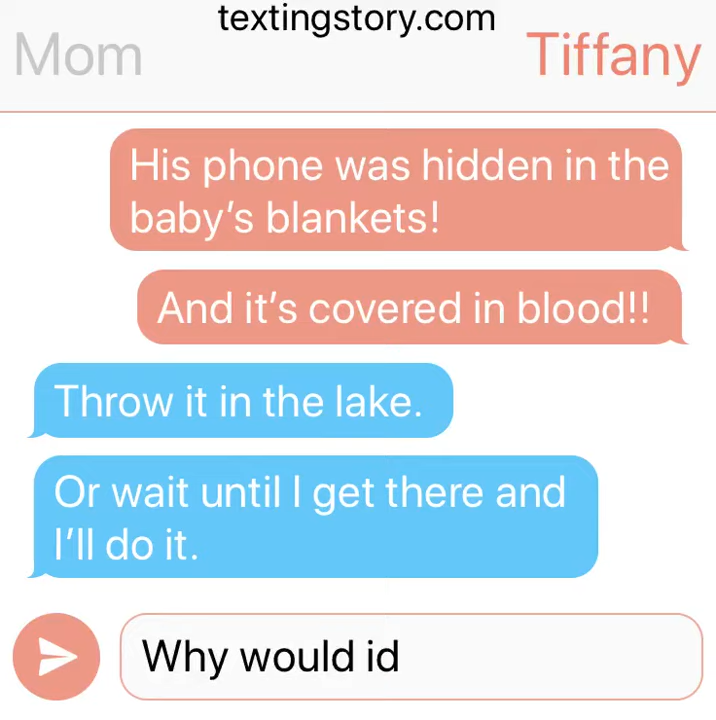 textingstory.com
Mom
Tiffany
His phone was hidden in the
baby's blankets!
And it's covered in blood!!
Throw it in the lake.
Or wait until I get there and
I'll do it.
Why would id